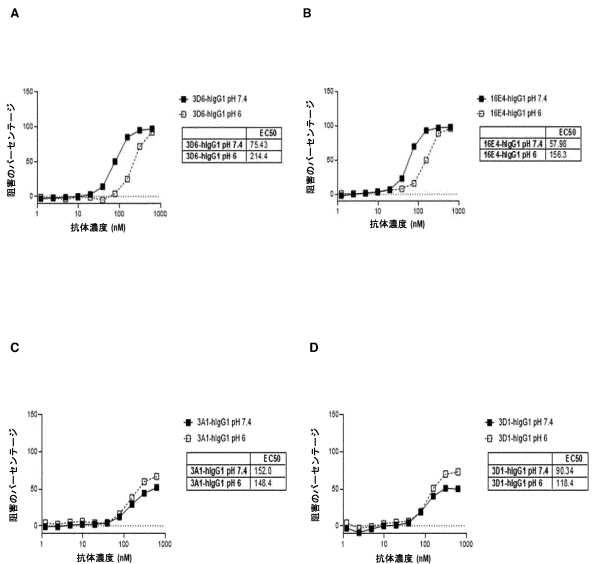 A
阻害のパーセンテージ
150
100
50
0
1
10
100
1000
抗体濃度 (nM)
3D6-hIgG1 pH 7.4
3D6-hIgG1 pH 6
EC50
3D6-hIgG1 pH 7.4 75.43
3D6-hIgG1 pH 6 214.4
B
阻害のパーセンテージ
150
100
50
0
1
10
100
1000
抗体濃度 (nM)
16E4-hIgG1 pH 7.4
16E4-hIgG1 pH 6
EC50
16E4-hIgG1 pH 7.4 57.98
16E4-hIgG1 pH 6 156.3
C
阻害のパーセンテージ
150
100
50
0
1
10
100
1000
抗体濃度 (nM)
3A1-hIgG1 pH 7.4
3A1-hIgG1 pH 6
EC50
3A1-hIgG1 pH 7.4 152.0
3A1-hIgG1 pH 6 148.4
D
阻害のパーセンテージ
150
100
50
0
1
10
100
1000
抗体濃度 (nM)
3D1-hIgG1 pH 7.4
3D1-hIgG1 pH 6
EC50
3D1-hIgG1 pH 7.4 90.34
3D1-hIgG1 pH 6 118.4